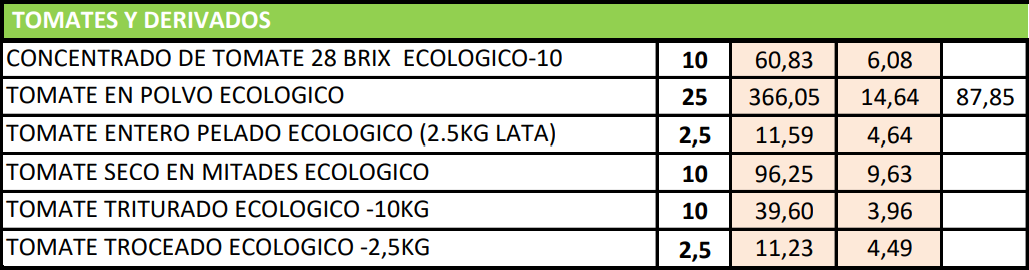 TOMATES Y DERIVADOS
CONCENTRADO DE TOMATE 28 BRIX  ECOLOGICO-10 10 60,83 6,08
TOMATE EN POLVO ECOLOGICO 25 366,05 14,64 87,85
TOMATE ENTERO PELADO ECOLOGICO (2.5KG LATA) 2,5 11,59 4,64
TOMATE SECO EN MITADES ECOLOGICO 10 96,25 9,63
TOMATE TRITURADO ECOLOGICO -10KG 10 39,60 3,96
TOMATE TROCEADO ECOLOGICO -2,5KG 2,5 11,23 4,49